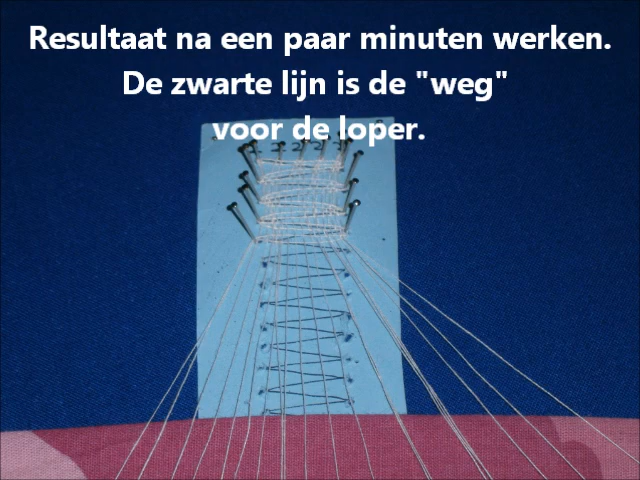 Resultaat na een paar minuten werken.
De zwarte lijn is de "weg"
voor de loper.